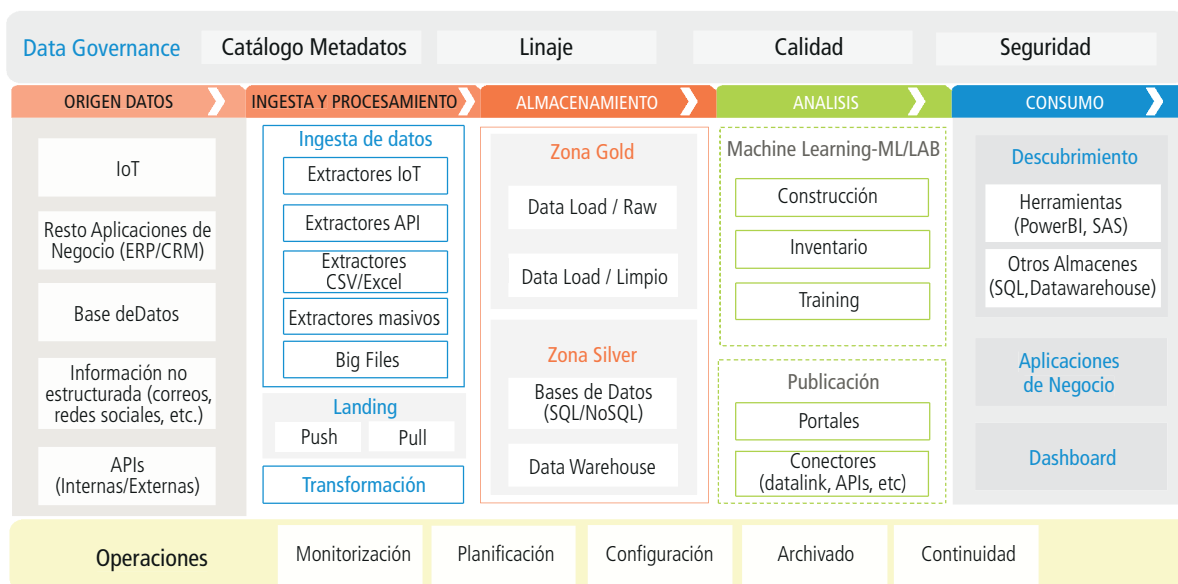 Data Governance
Catálogo Metadatos
Linaje
Calidad
Seguridad
ORIGEN DATOS
INGESTA Y PROCESAMIENTO
ALMACENAMIENTO
ANALISIS
CONSUMO
IoT
Resto Aplicaciones de
Negocio (ERP/CRM)
Base deDatos
Información no
estructurada (correos,
redes sociales, etc.)
APIs
(Internas/Externas)
Ingesta de datos
Extractores IoT
Extractores API
Extractores
CSV/Excel
Extractores masivos
Big Files
Landing
Push
Pull
Transformación
Zona Gold
Data Load / Raw
Data Load / Limpio
Zona Silver
Bases de Datos
(SQL/NoSQL)
Data Warehouse
Machine Learning-ML/LAB
Construcción
Inventario
Training
Publicación
Portales
Conectores
(datalink, APIs, etc)
Descubrimiento
Herramientas
(PowerBI, SAS)
Otros Almacenes
(SQL,Datawarehouse)
Aplicaciones
de Negocio
Dashboard
Operaciones
Monitorización
Planificación
Configuración
Archivado
Continuidad